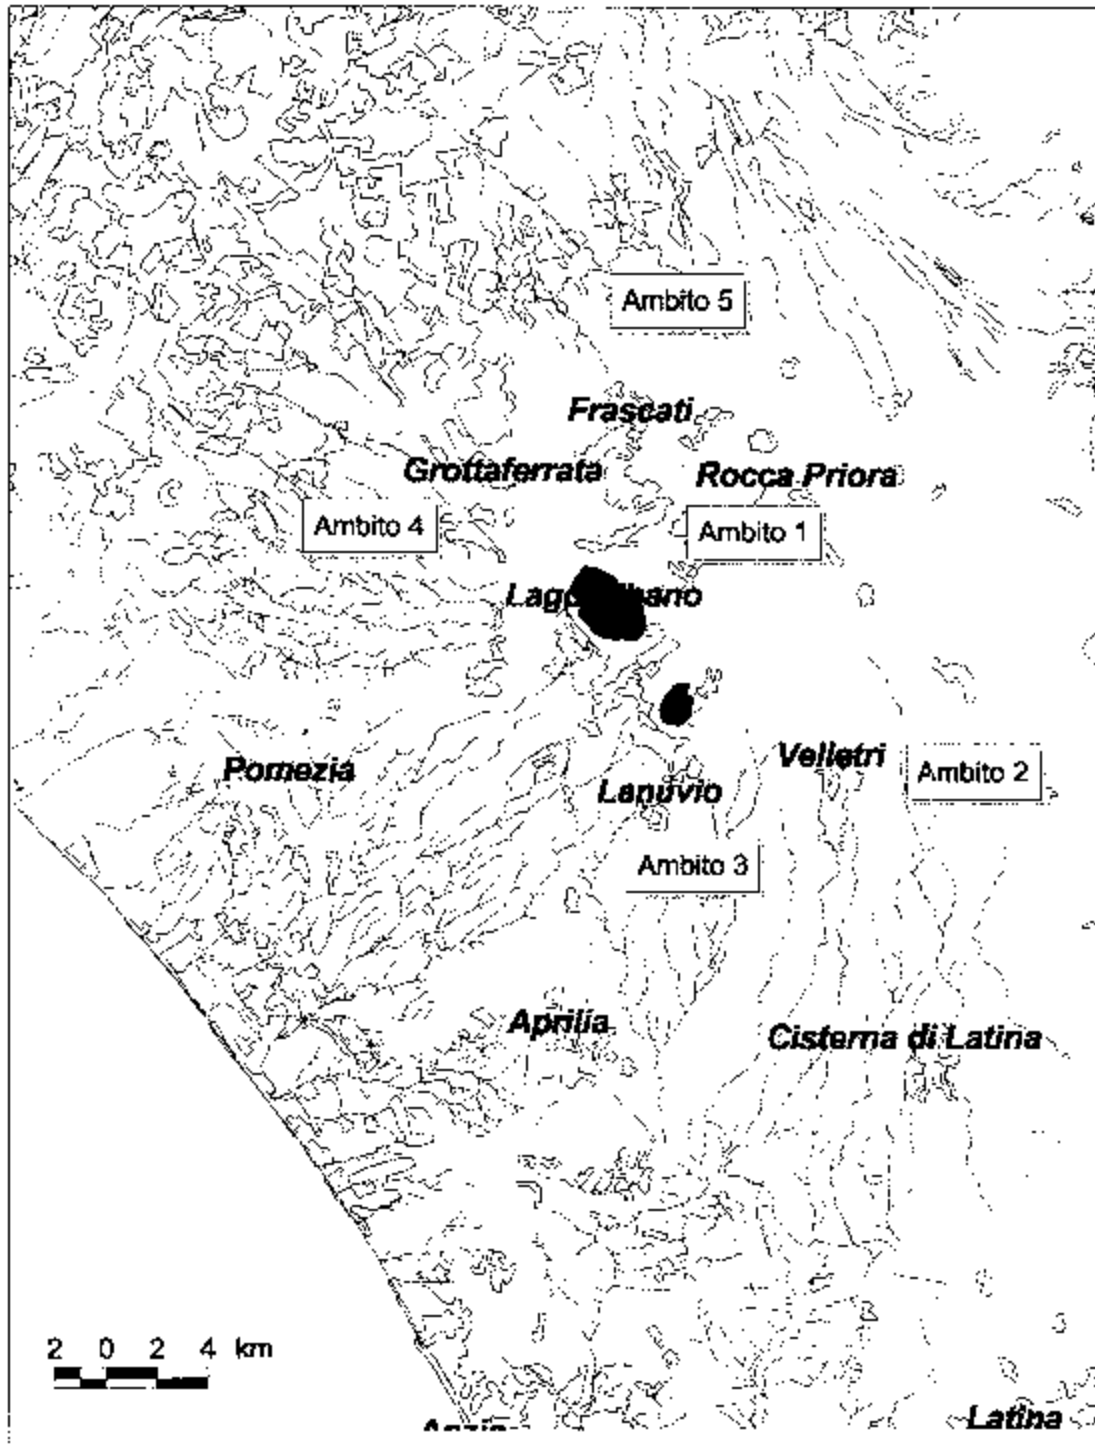 Ambito 5
Frascati
Grottaferrata
Rocca Priora
Ambito 4
Ambito 1
Lago
Velletri
Pomezia
Ambito 2
Lanuvio
Ambito 3
Aprilia
Cisterna di Latina
2 0 2 4 km
Latina